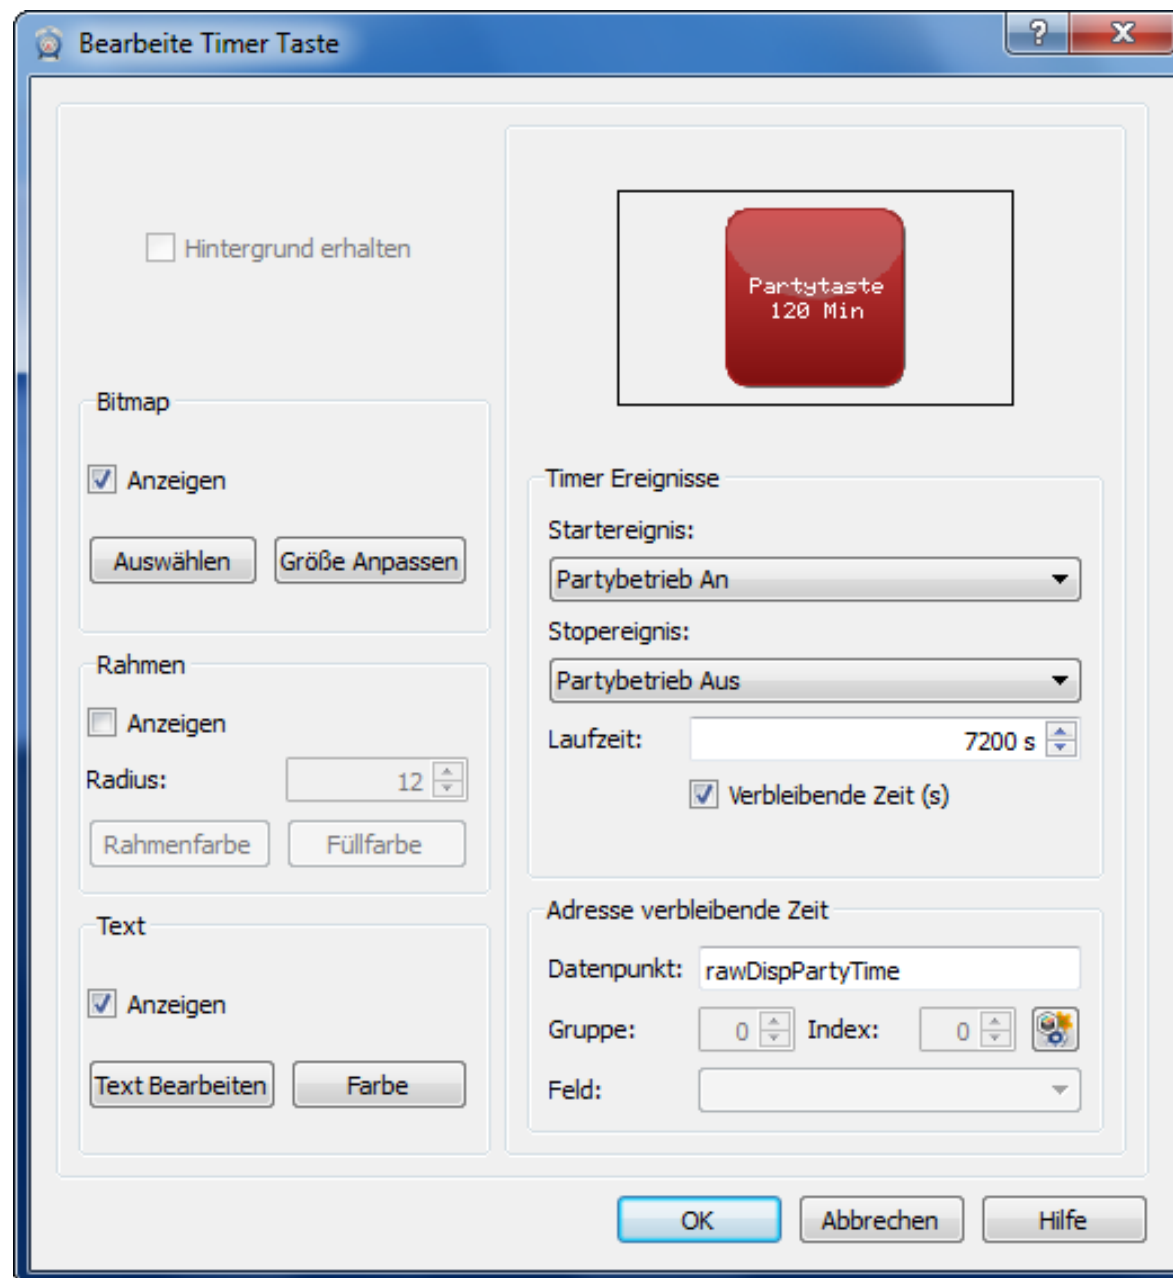 Bearbeite Timer Taste
?
Hintergrund erhalten
Bitmap
Anzeigen
Auswählen
Größe Anpassen
Rahmen
Anzeigen
Radius: 12
Rahmenfarbe
Füllfarbe
Text
Anzeigen
Text Bearbeiten
Farbe
Partytaste
120 Min
Timer Ereignisse
Startereignis:
Partybetrieb An
Stopereignis:
Partybetrieb Aus
Laufzeit: 7200 s
Verbleibende Zeit (s)
Adresse verbleibende Zeit
Datenpunkt: rawDispPartyTime
Gruppe: 0 Index: 0
Feld:
OK
Abbrechen
Hilfe